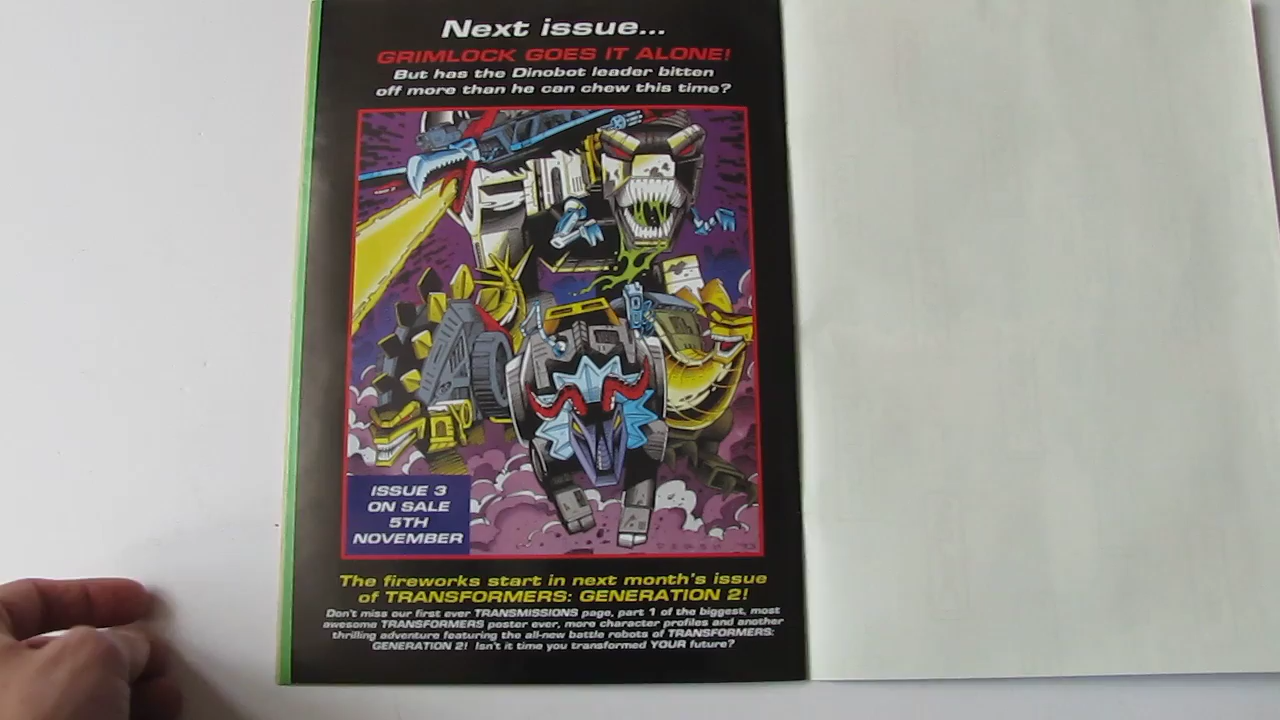 Next issue...
GRIMLOCK GOES IT ALONE!
But has the Dinobot leader bitten
off more than he can chew this time?
ISSUE 3
ON SALE
5TH
NOVEMBER
The fireworks start in next month's issue
of TRANSFORMERS: GENERATION 2!
Don't miss our first ever TRANSMISSIONS page, part 1 of the biggest, most
awesome TRANSFORMERS poster ever, more character profiles and another
thrilling adventure featuring the all-new battle robots of TRANSFORMERS:
GENERATION 2! Isn't it time you transformed YOUR future?